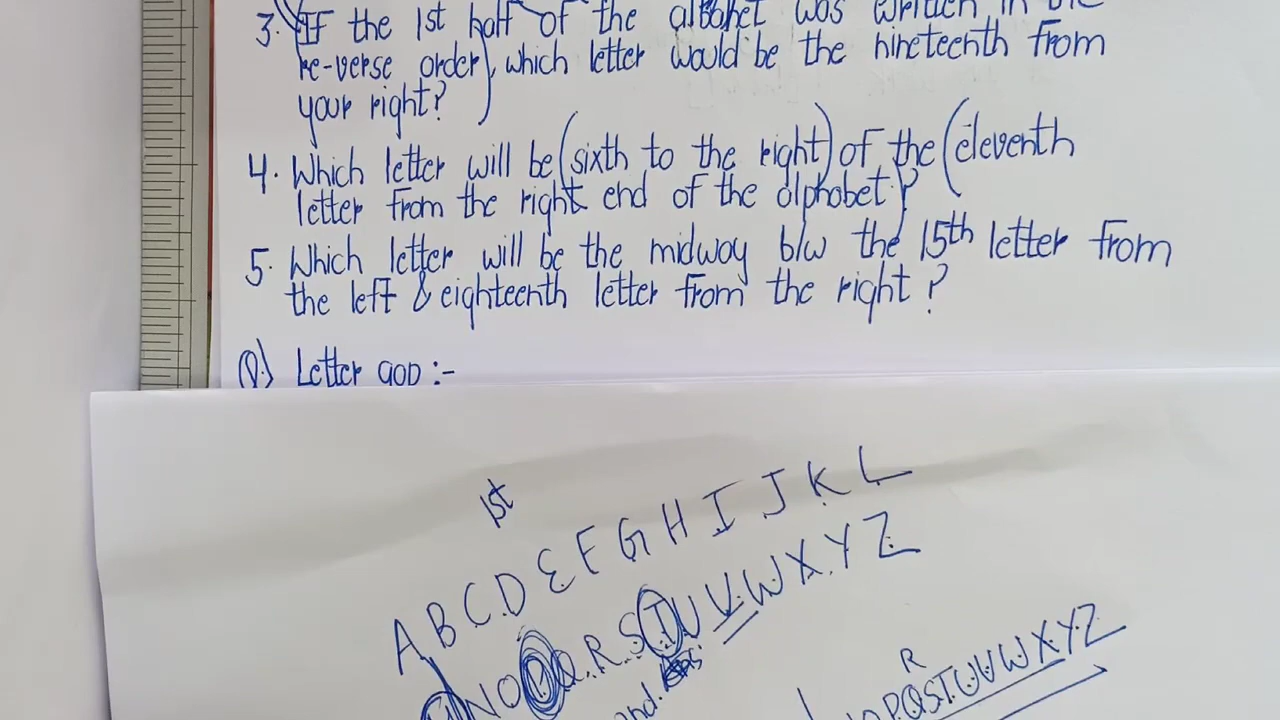 3. If the 1st half of the albahet was written in the
re-verse order, which letter would be the nineteenth from
your right?
4. Which letter will be (sixth to the right) of the (eleventh
letter from the right end of the alphabet?
5. Which letter will be the midway b/w the 15th letter from
the left & eighteenth letter from the right?
Q) Letter GOD :-
1st
A B C D E F G H I J K L
N O Q R S T U V W X Y Z
R
P Q S T U V W X Y Z